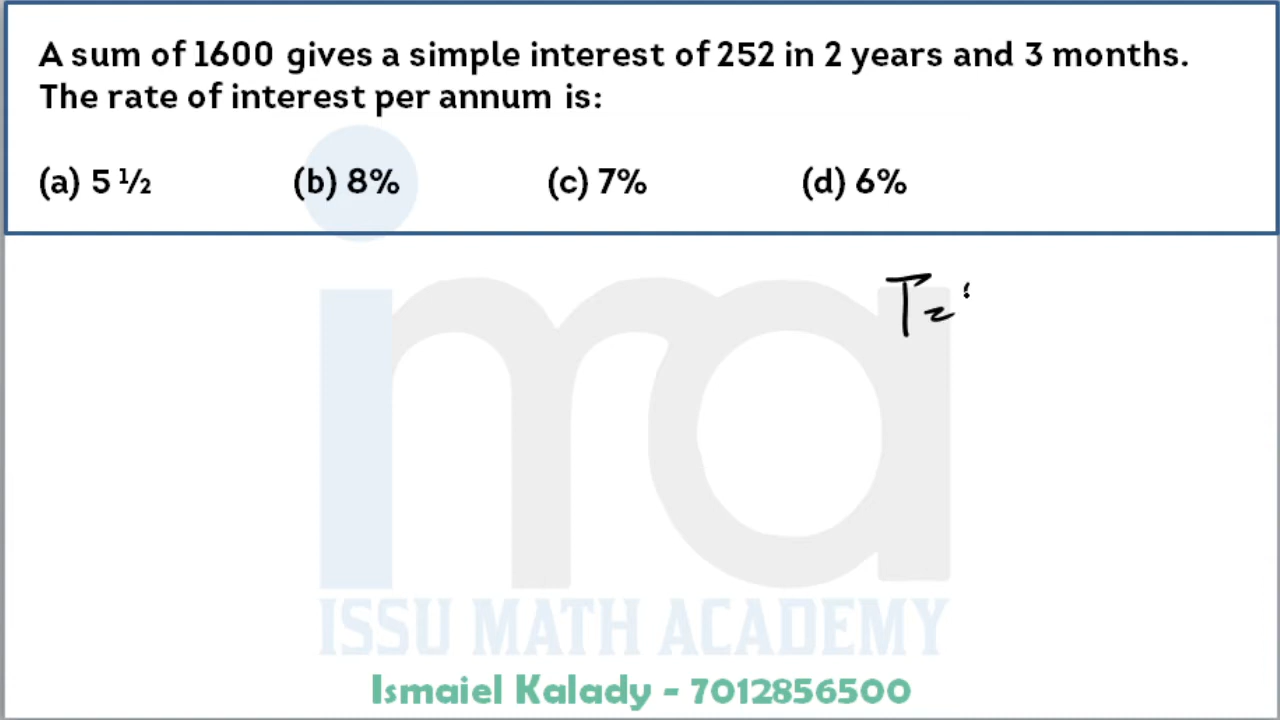 A sum of 1600 gives a simple interest of 252 in 2 years and 3 months.
The rate of interest per annum is:
(a) 5 ½ (b) 8% (c) 7% (d) 6%
T=
ISSU MATH ACADEMY
Ismaiel Kalady - 7012856500